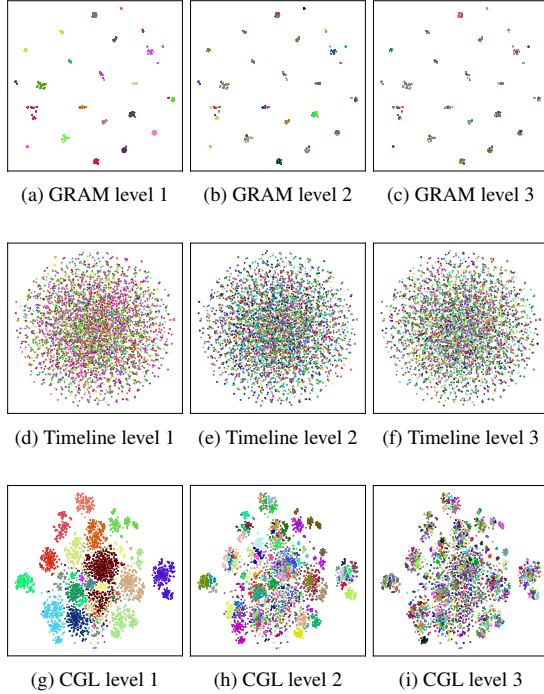 (a) GRAM level 1 (b) GRAM level 2 (c) GRAM level 3
(d) Timeline level 1 (e) Timeline level 2 (f) Timeline level 3
(g) CGL level 1 (h) CGL level 2 (i) CGL level 3